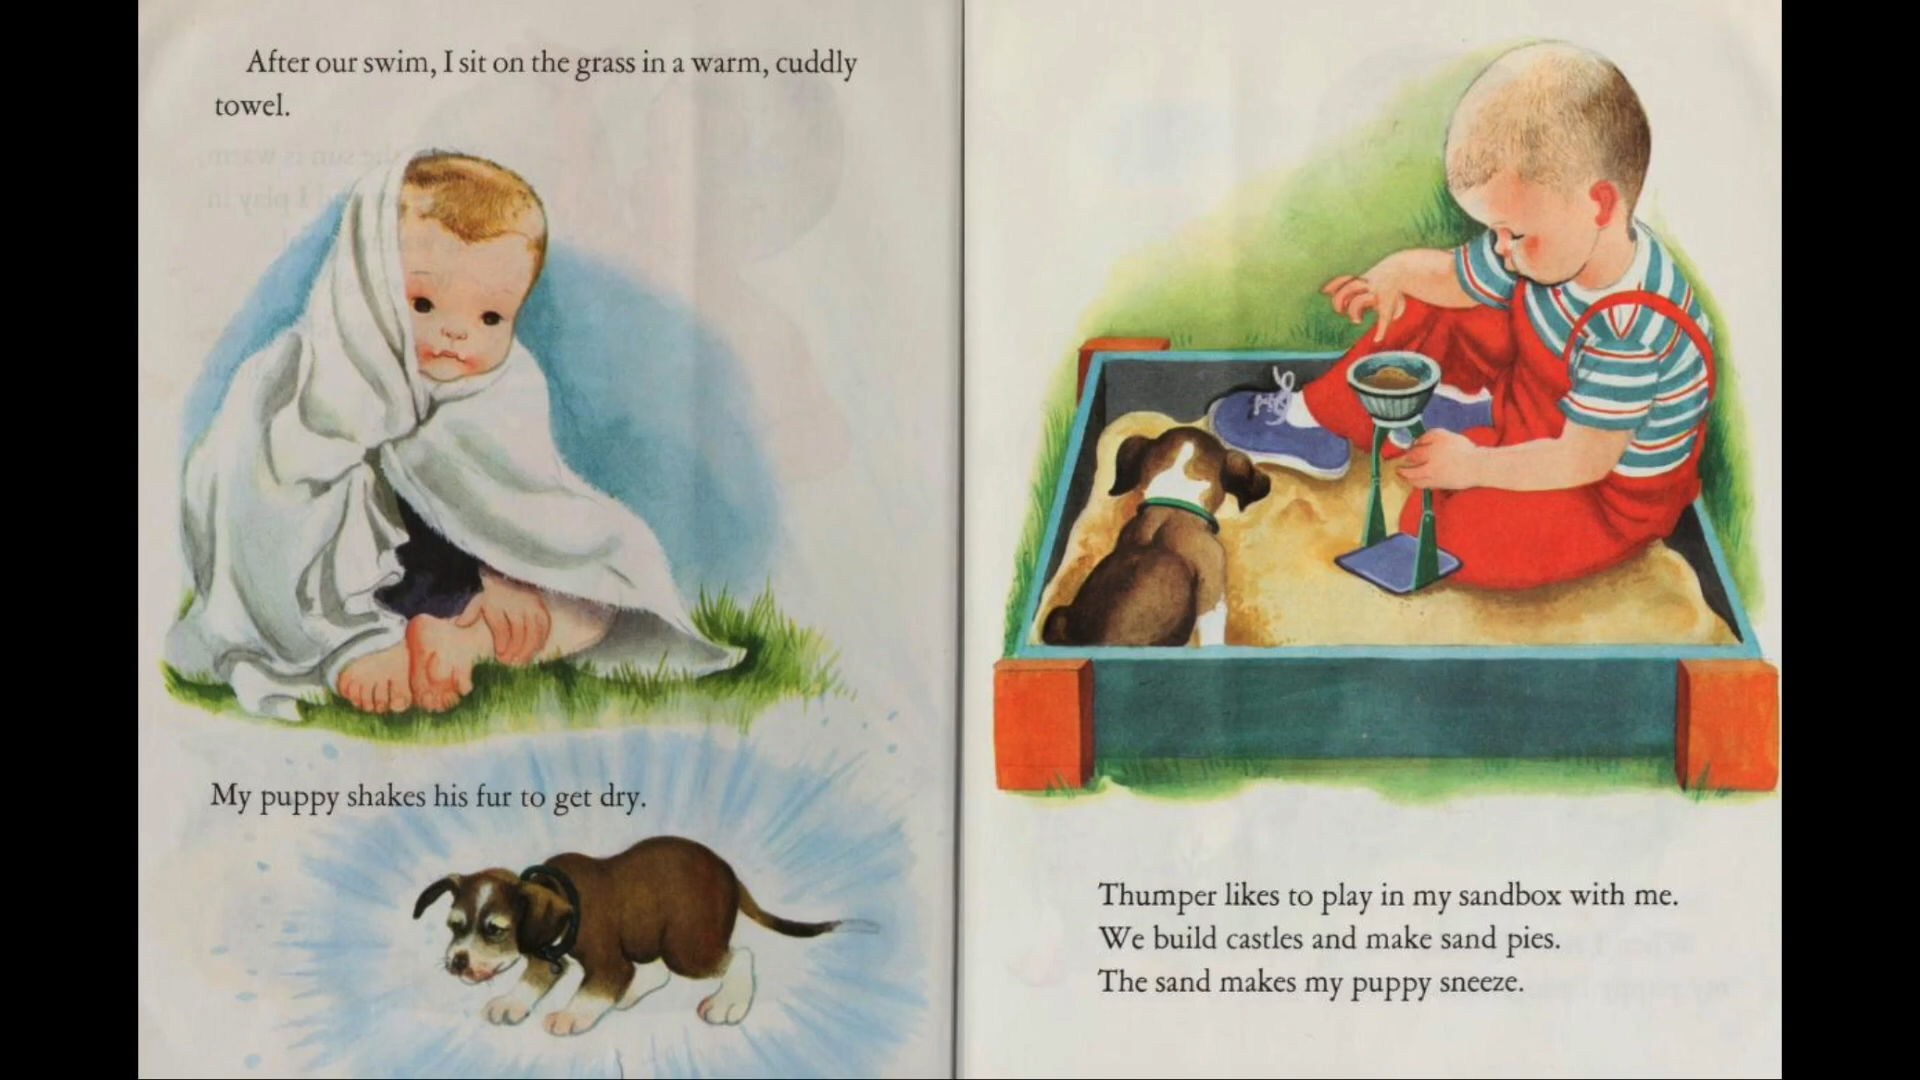 After our swim, I sit on the grass in a warm, cuddly
towel.
My puppy shakes his fur to get dry.
Thumper likes to play in my sandbox with me.
We build castles and make sand pies.
The sand makes my puppy sneeze.